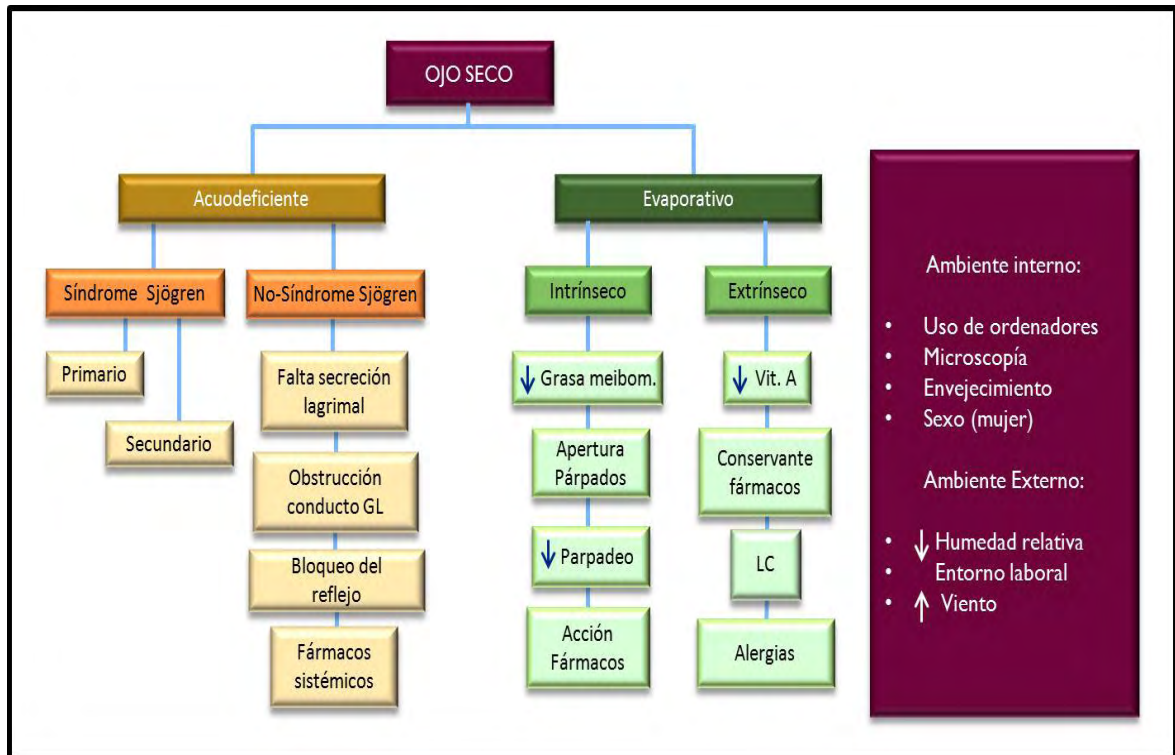 OJO SECO
Acuodeficiente
Evaporativo
Síndrome Sjögren
No-Síndrome Sjögren
Intrínseco
Extrínseco
Primario
Secundario
Falta secreción
lagrimal
Obstrucción
conducto GL
Bloqueo del
reflejo
Fármacos
sistémicos
↓ Grasa meibom.
Apertura
Párpados
↓ Parpadeo
Acción
Fármacos
↓ Vit. A
Conservante
fármacos
LC
Alergias
Ambiente interno:
• Uso de ordenadores
• Microscopía
• Envejecimiento
• Sexo (mujer)
Ambiente Externo:
• ↓ Humedad relativa
• Entorno laboral
• ↑ Viento